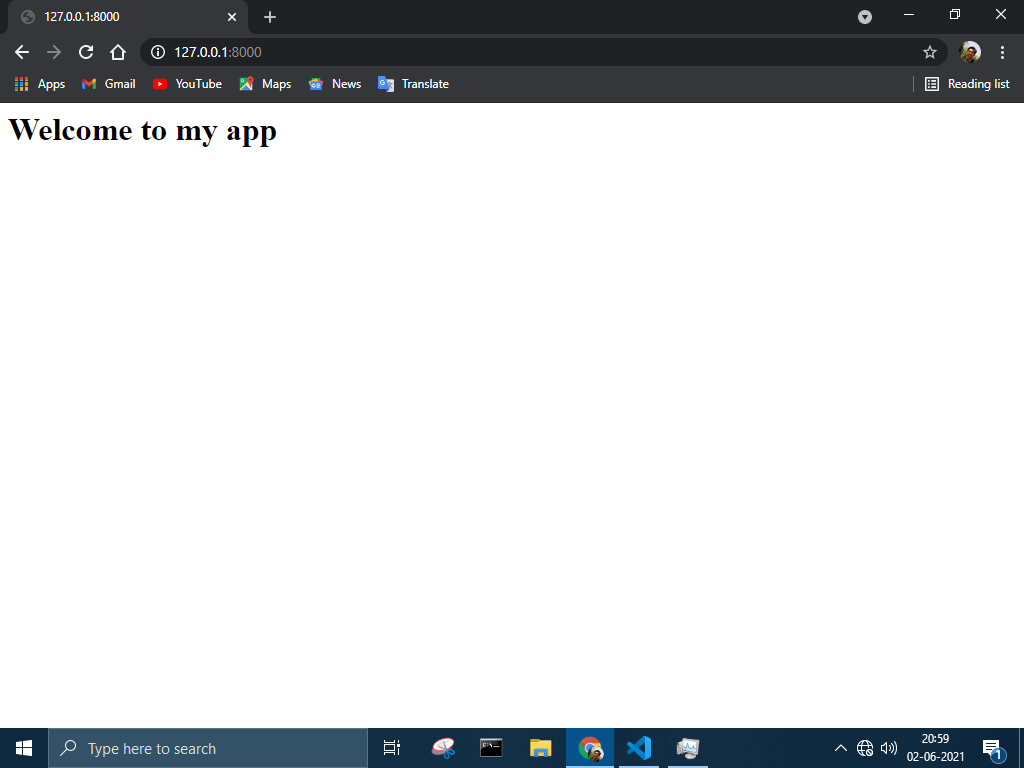 127.0.0.1:8000
127.0.0.1:8000
Apps Gmail YouTube Maps News Translate Reading list
Welcome to my app
Type here to search
20:59
02-06-2021
1